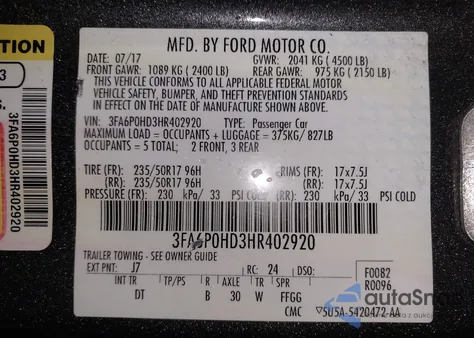 TION
3
S.
3FA6P0HD3HR402920
MFD. BY FORD MOTOR CO.
DATE: 07/17 GVWR: 2041 KG ( 4500 LB)
FRONT GAWR: 1089 KG ( 2400 LB) REAR GAWR: 975 KG ( 2150 LB)
THIS VEHICLE CONFORMS TO ALL APPLICABLE FEDERAL MOTOR
VEHICLE SAFETY, BUMPER, AND THEFT PREVENTION STANDARDS IN
EFFECT ON THE DATE OF MANUFACTURE SHOWN ABOVE.
VIN: 3FA6P0HD3HR402920 TYPE: Passenger Car
MAXIMUM LOAD = OCCUPANTS + LUGGAGE = 375KG/ 827LB
OCCUPANTS = 5 TOTAL; 2 FRONT, 3 REAR
TIRE (FR): 235/50R17 96H RIMS (FR): 17x7.5J
(RR): 235/50R17 96H (RR): 17x7.5J
PRESSURE (FR): 230 kPa/ 33 PSI COLD (RR): 230 kPa/ 33 PSI COLD
3FA6P0HD3HR402920
TRAILER TOWING - SEE OWNER GUIDE
EXT PNT: J7 RC: 24 DSO: F0082
R0096
INT TR TP/PS R AXLE TR SPR
DT B 30 W FFGG
CMC 5U5A-5420472-AA